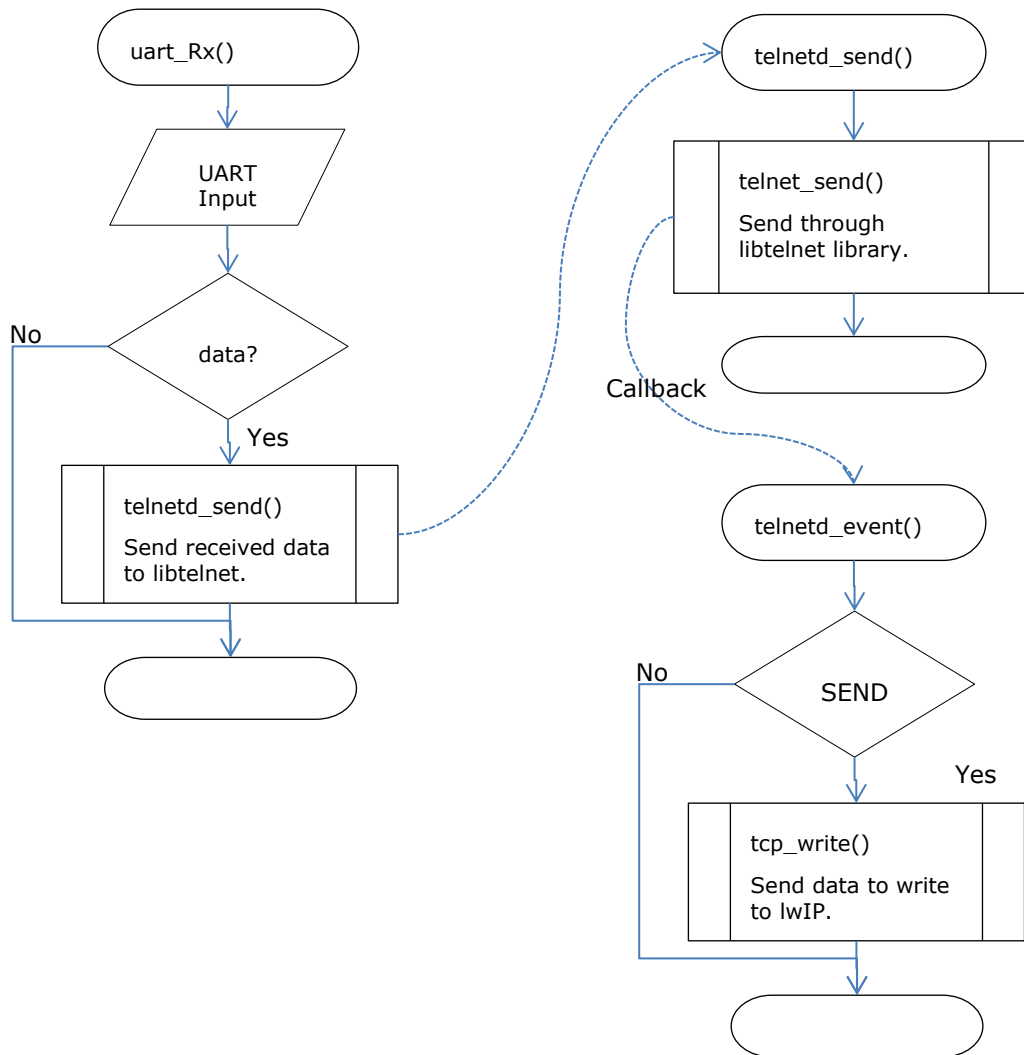 uart_Rx()
UART
Input
No
data?
Yes
telnetd_send()
Send received data
to libtelnet.
telnetd_send()
telnet_send()
Send through
libtelnet library.
Callback
telnetd_event()
No
SEND
Yes
tcp_write()
Send data to write
to lwIP.